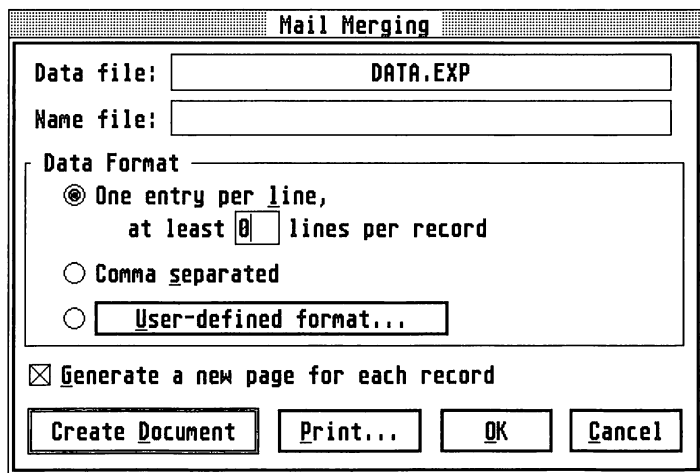 Mail Merging
Data file: DATA.EXP
Name file:
Data Format
One entry per line,
at least 0 lines per record
Comma separated
User-defined format...
Generate a new page for each record
Create Document Print... OK Cancel